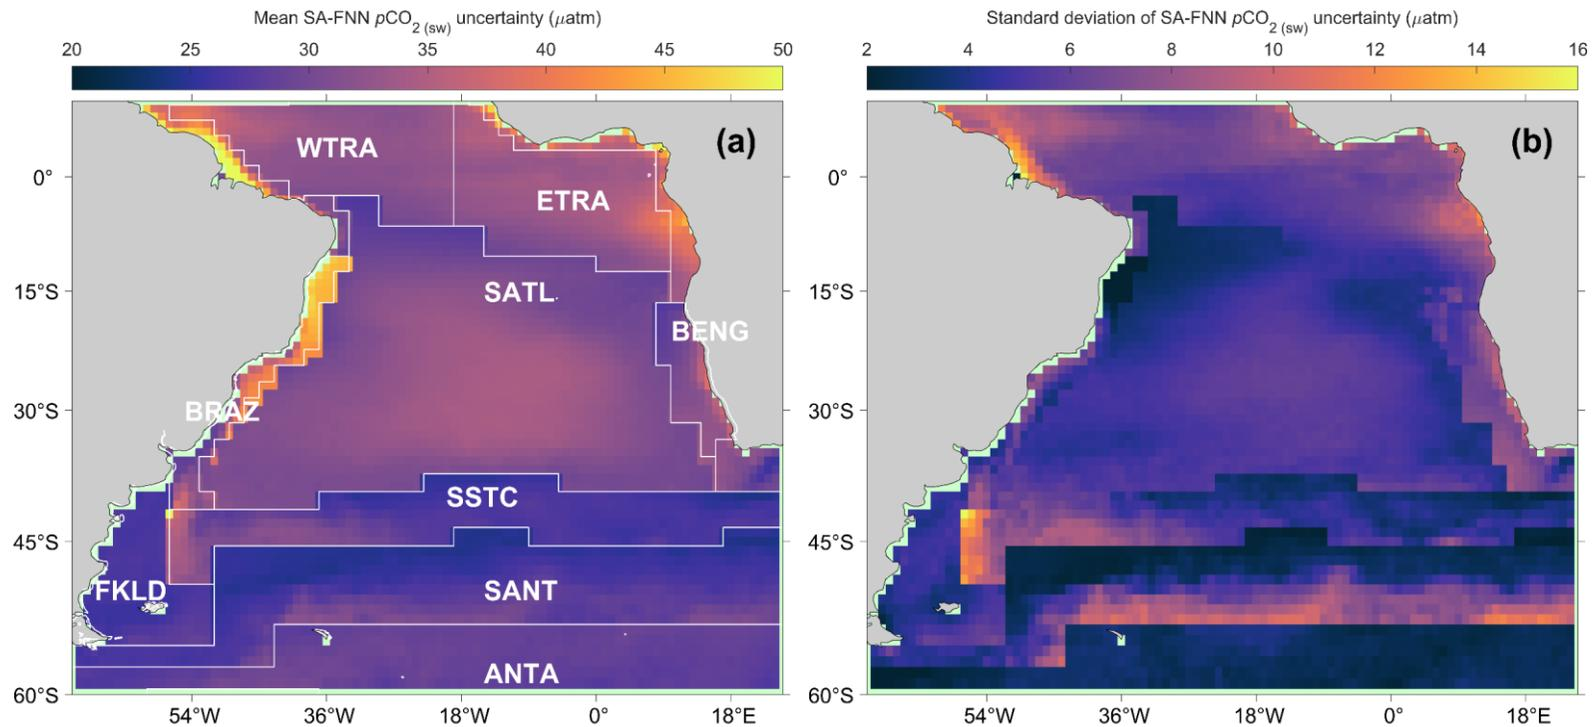 Mean SA-FNN pCO2 (sw) uncertainty (μatm)
20 25 31 35 40 45 50
(a)
WTRA
ETRA
SATL
BENG
BRAZ
SSTC
FKLD
SANT
ANTA
0°
15°S
30°S
45°S
60°S
54°W 36°W 18°W 0° 18°E
Standard deviation of SA-FNN pCO2 (sw) uncertainty (μatm)
2 4 6 8 10 12 14 16
(b)
0°
15°S
30°S
45°S
60°S
54°W 36°W 18°W 0° 18°E